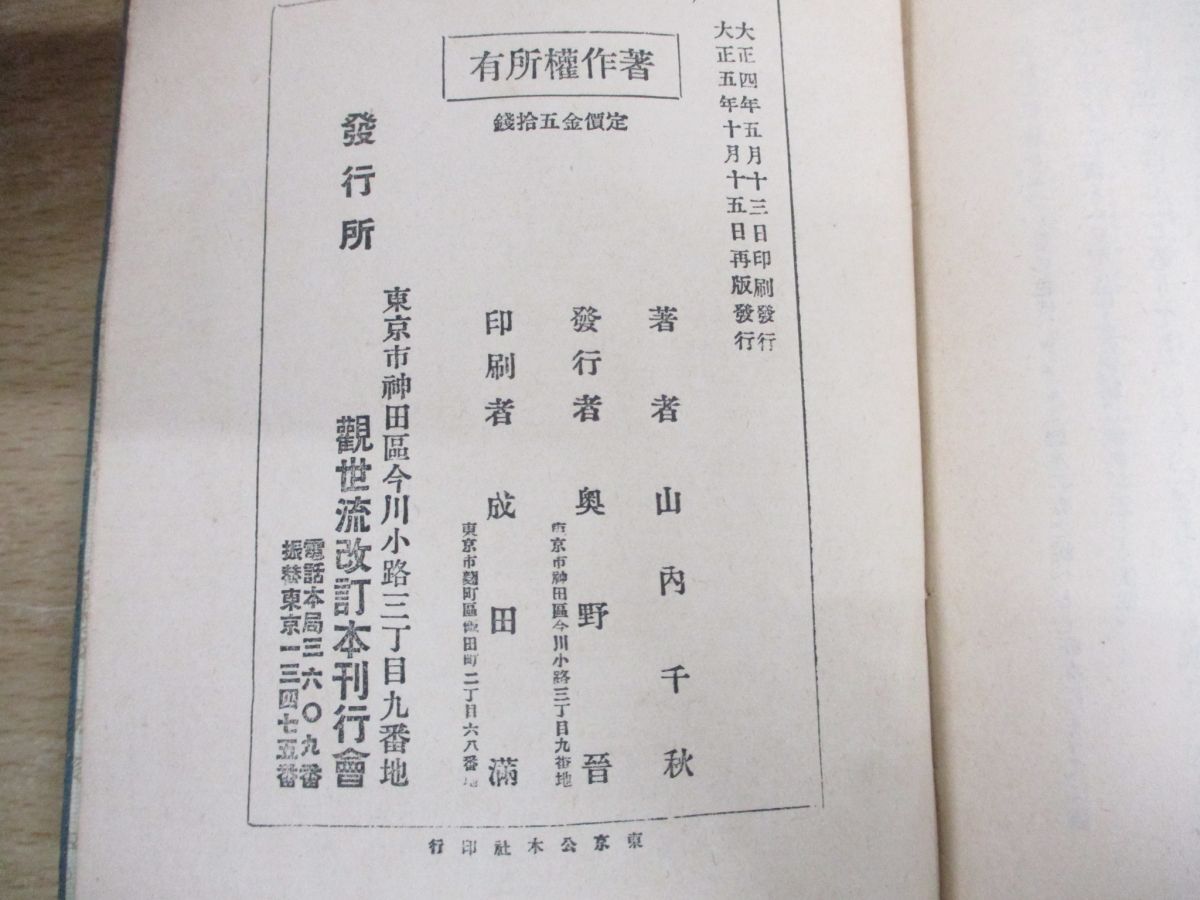 大正四年五月十三日印刷發行
大正五年十月十五日再版發行
著作權所有
定價金五拾錢
著者 山內千秋
發行者 奧野晉
東京市神田區今川小路三丁目九番地
印刷者 成田滿
東京市麴町區飯田町二丁目六八番地
發行所
東京市神田區今川小路三丁目九番地
觀世流改訂本刊行會
電話本局三六〇九番
振替東京一三四七五番
東京公木社印行